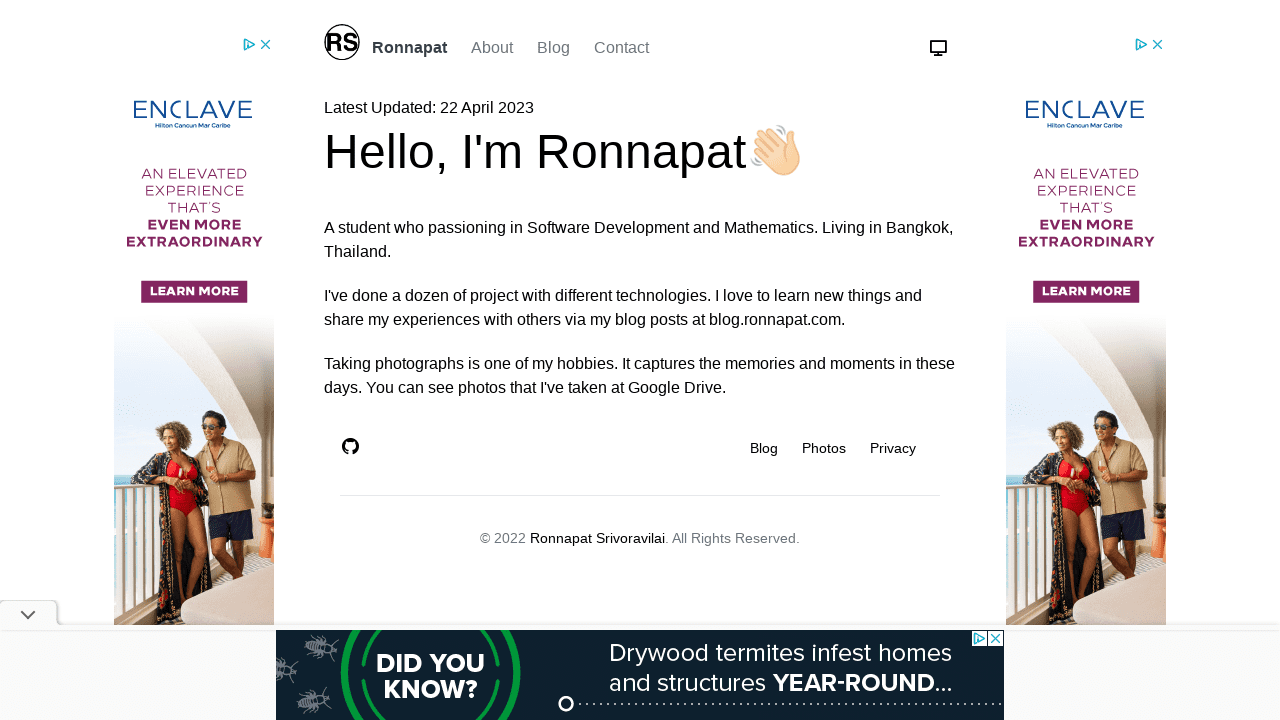 RS Ronnapat About Blog Contact
Latest Updated: 22 April 2023
Hello, I'm Ronnapat
A student who passioning in Software Development and Mathematics. Living in Bangkok,
Thailand.
I've done a dozen of project with different technologies. I love to learn new things and
share my experiences with others via my blog posts at blog.ronnapat.com.
Taking photographs is one of my hobbies. It captures the memories and moments in these
days. You can see photos that I've taken at Google Drive.
Blog Photos Privacy
© 2022 Ronnapat Srivoravilai. All Rights Reserved.
ENCLAVE
Hilton Cancun Mar Caribe
AN ELEVATED
EXPERIENCE
THAT'S
EVEN MORE
EXTRAORDINARY
LEARN MORE
ENCLAVE
Hilton Cancun Mar Caribe
AN ELEVATED
EXPERIENCE
THAT'S
EVEN MORE
EXTRAORDINARY
LEARN MORE
DID YOU
KNOW?
Drywood termites infest homes
and structures YEAR-ROUND...